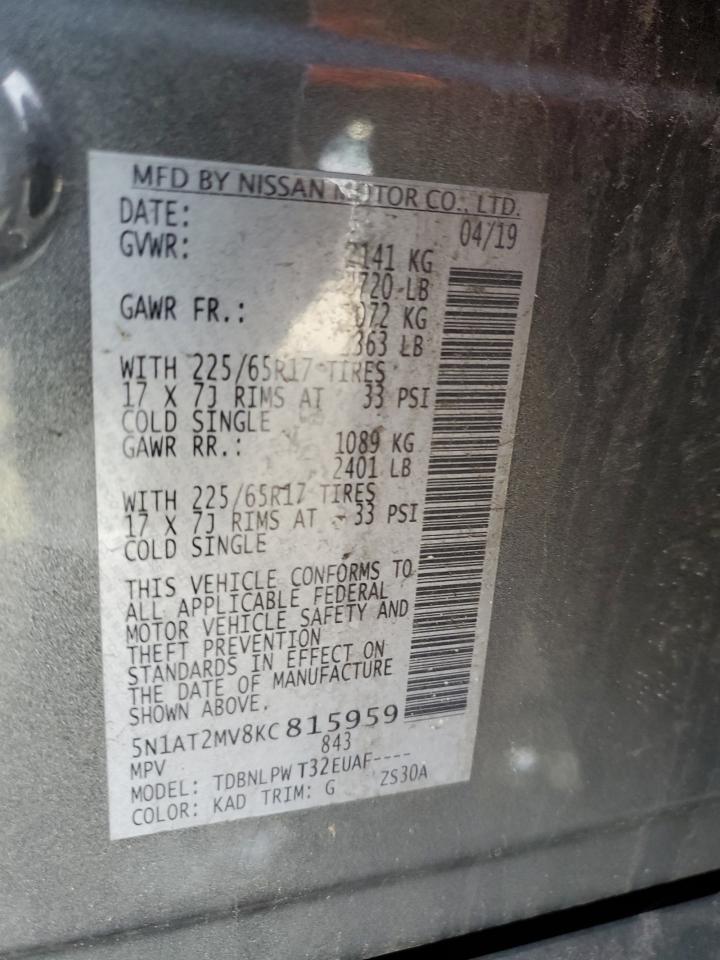 MFD BY NISSAN MOTOR CO., LTD.
DATE: 04/19
GVWR: 2141 KG
4720 LB
GAWR FR.: 1072 KG
2363 LB
WITH 225/65R17 TIRES
17 X 7J RIMS AT 33 PSI
COLD SINGLE
GAWR RR.: 1089 KG
2401 LB
WITH 225/65R17 TIRES
17 X 7J RIMS AT 33 PSI
COLD SINGLE
THIS VEHICLE CONFORMS TO
ALL APPLICABLE FEDERAL
MOTOR VEHICLE SAFETY AND
THEFT PREVENTION
STANDARDS IN EFFECT ON
THE DATE OF MANUFACTURE
SHOWN ABOVE.
5N1AT2MV8KC815959
MPV 843
MODEL: TDBNLPW T32EUAF----
COLOR: KAD TRIM: G ZS30A